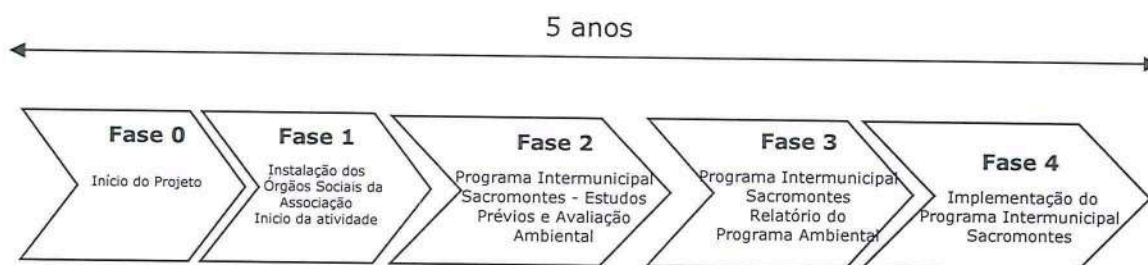 5 anos
Fase 0
Início do Projeto
Fase 1
Instalação dos
Órgãos Sociais da
Associação
Inicio da atividade
Fase 2
Programa Intermunicipal
Sacromontes - Estudos
Prévios e Avaliação
Ambiental
Fase 3
Programa Intermunicipal
Sacromontes
Relatório do
Programa Ambiental
Fase 4
Implementação do
Programa Intermunicipal
Sacromontes